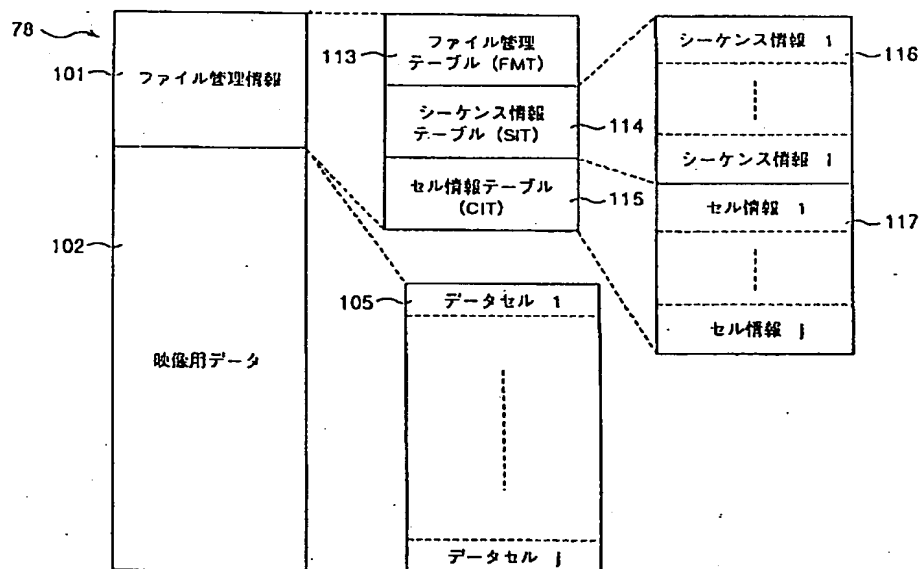 78
101
ファイル管理情報
102
映像用データ
113
ファイル管理
テーブル (FMT)
シーケンス情報
テーブル (SIT)
114
セル情報テーブル
(CIT)
115
105
データセル 1
データセル j
シーケンス情報 1
116
シーケンス情報 i
セル情報 1
117
セル情報 j